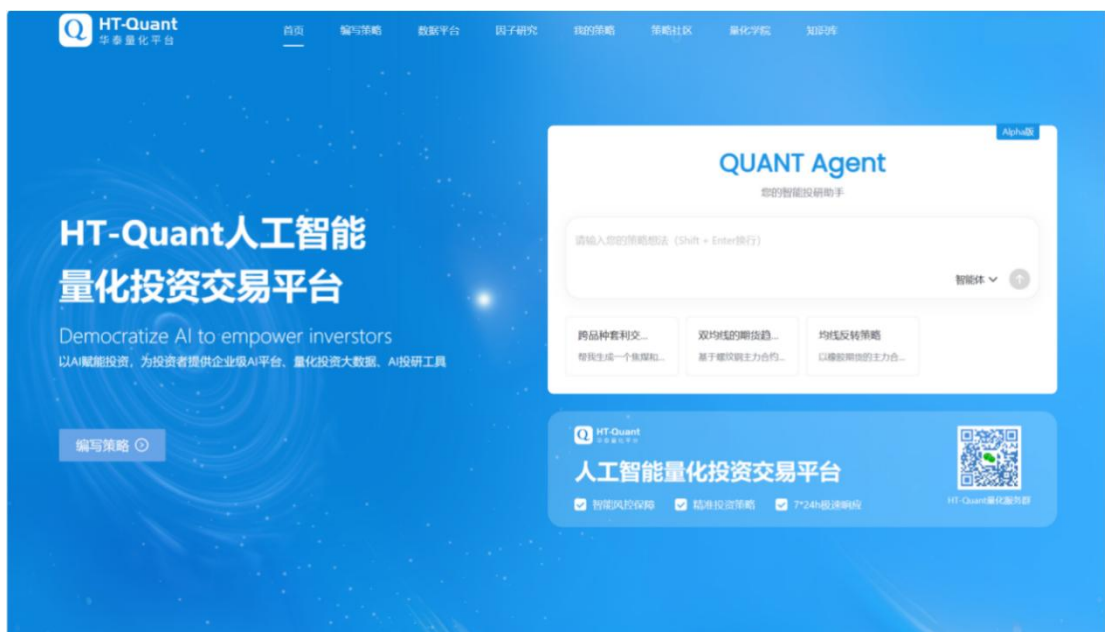 HT-Quant
华泰量化平台
首页 编写策略 数据平台 因子研究 我的策略 策略社区 量化学院 知识库
HT-Quant人工智能
量化投资交易平台
Democratize AI to empower inverstors
以AI赋能投资，为投资者提供企业级AI平台、量化投资大数据、AI投研工具
编写策略
Alpha版
QUANT Agent
您的智能投研助手
请输入您的策略想法（Shift + Enter换行）
智能体
跨品种套利交... 双均线的期货趋... 均线反转策略
帮我生成一个焦煤和... 基于螺纹钢主力合约... 以橡胶期货的主力合...
HT-Quant
华泰量化平台
人工智能量化投资交易平台
智能风控保障 精准投资策略 7*24h极速响应
HT-Quant量化服务群